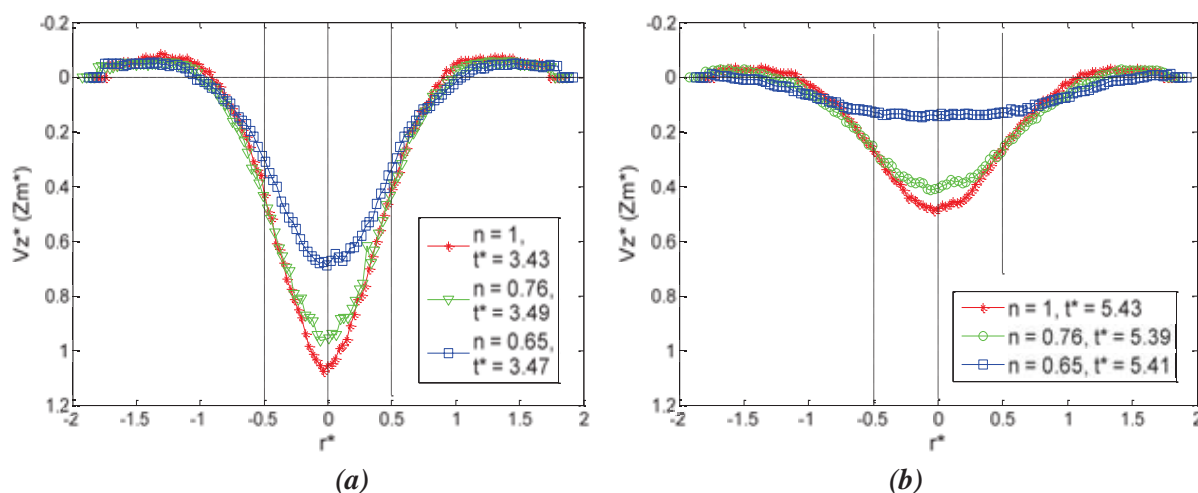 -0.2
0
0.2
0.4
0.6
0.8
1
1.2
Vz* (Zm*)
-2
-1.5
-1
-0.5
0
0.5
1
1.5
2
r*
n = 1,
t* = 3.43
n = 0.76,
t* = 3.49
n = 0.65,
t* = 3.47
(a)
-0.2
0
0.2
0.4
0.6
0.8
1
1.2
Vz* (Zm*)
-2
-1.5
-1
-0.5
0
0.5
1
1.5
2
r*
n = 1, t* = 5.43
n = 0.76, t* = 5.39
n = 0.65, t* = 5.41
(b)